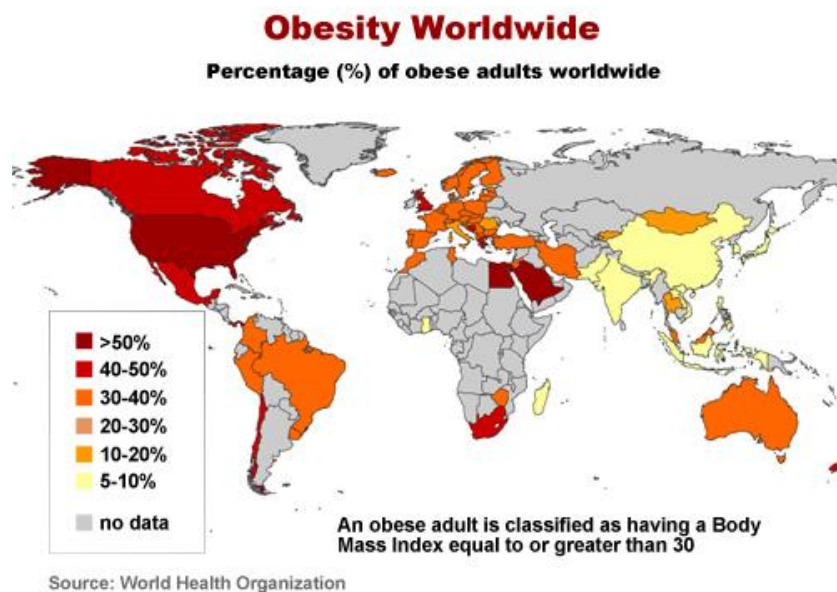 Obesity Worldwide
Percentage (%) of obese adults worldwide
>50%
40-50%
30-40%
20-30%
10-20%
5-10%
no data
An obese adult is classified as having a Body
Mass Index equal to or greater than 30
Source: World Health Organization